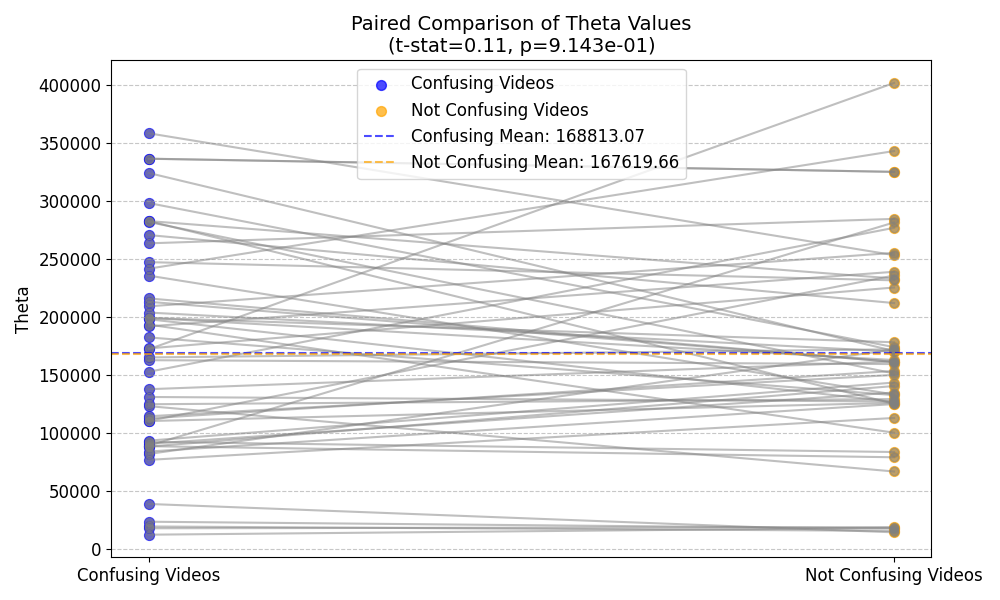 Paired Comparison of Theta Values
(t-stat=0.11, p=9.143e-01)
Confusing Videos
Not Confusing Videos
Confusing Mean: 168813.07
Not Confusing Mean: 167619.66
Theta
400000
350000
300000
250000
200000
150000
100000
50000
0
Confusing Videos
Not Confusing Videos